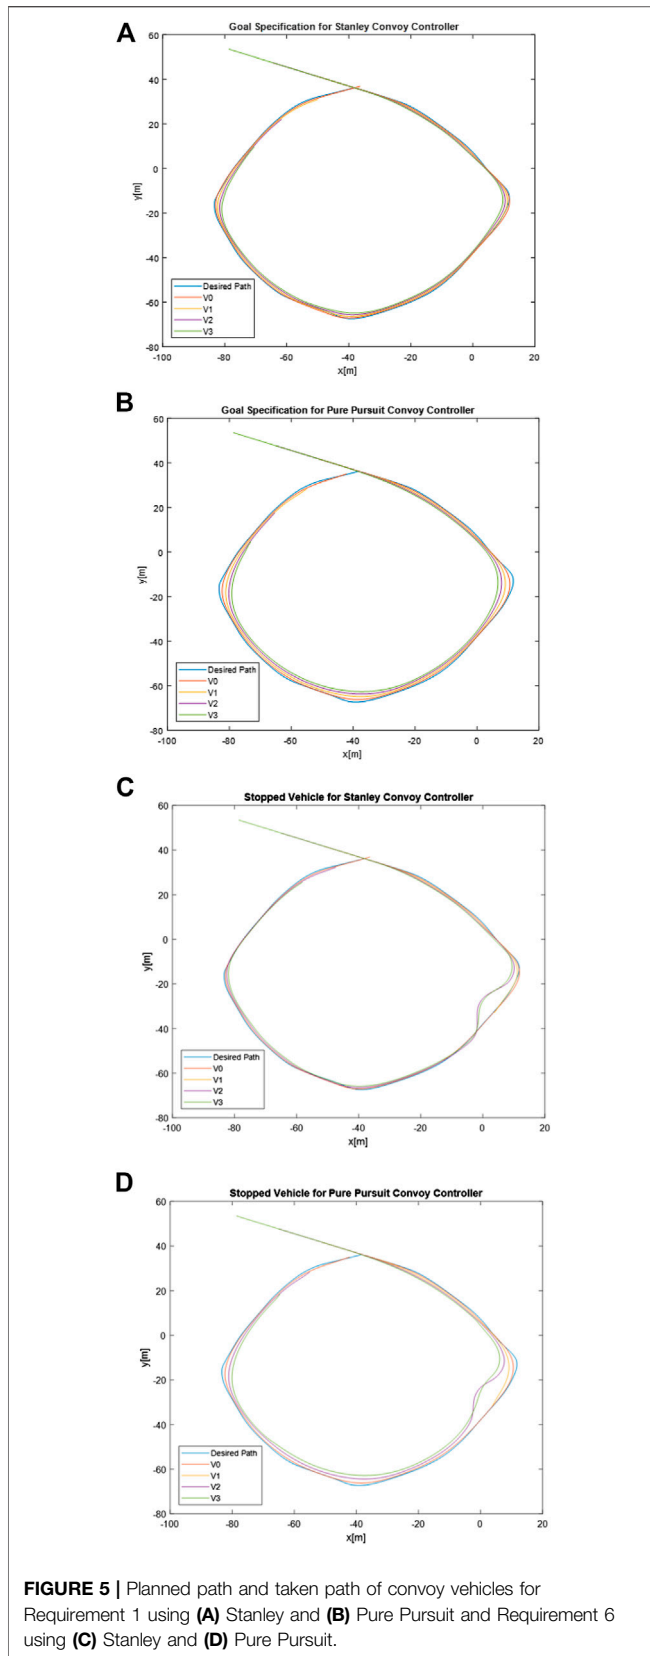 A
Goal Specification for Stanley Convoy Controller
60
40
20
0
-20
-40
-60
-80
y[m]
Desired Path
V0
V1
V2
V3
-100 -80 -60 -40 -20 0 20
x[m]
B
Goal Specification for Pure Pursuit Convoy Controller
60
40
20
0
-20
-40
-60
-80
y[m]
Desired Path
V0
V1
V2
V3
-100 -80 -60 -40 -20 0 20
x[m]
C
Stopped Vehicle for Stanley Convoy Controller
60
40
20
0
-20
-40
-60
-80
y[m]
Desired Path
V0
V1
V2
V3
-100 -80 -60 -40 -20 0 20
x[m]
D
Stopped Vehicle for Pure Pursuit Convoy Controller
60
40
20
0
-20
-40
-60
-80
y[m]
Desired Path
V0
V1
V2
V3
-100 -80 -60 -40 -20 0 20
x[m]
FIGURE 5 | Planned path and taken path of convoy vehicles for
Requirement 1 using (A) Stanley and (B) Pure Pursuit and Requirement 6
using (C) Stanley and (D) Pure Pursuit.